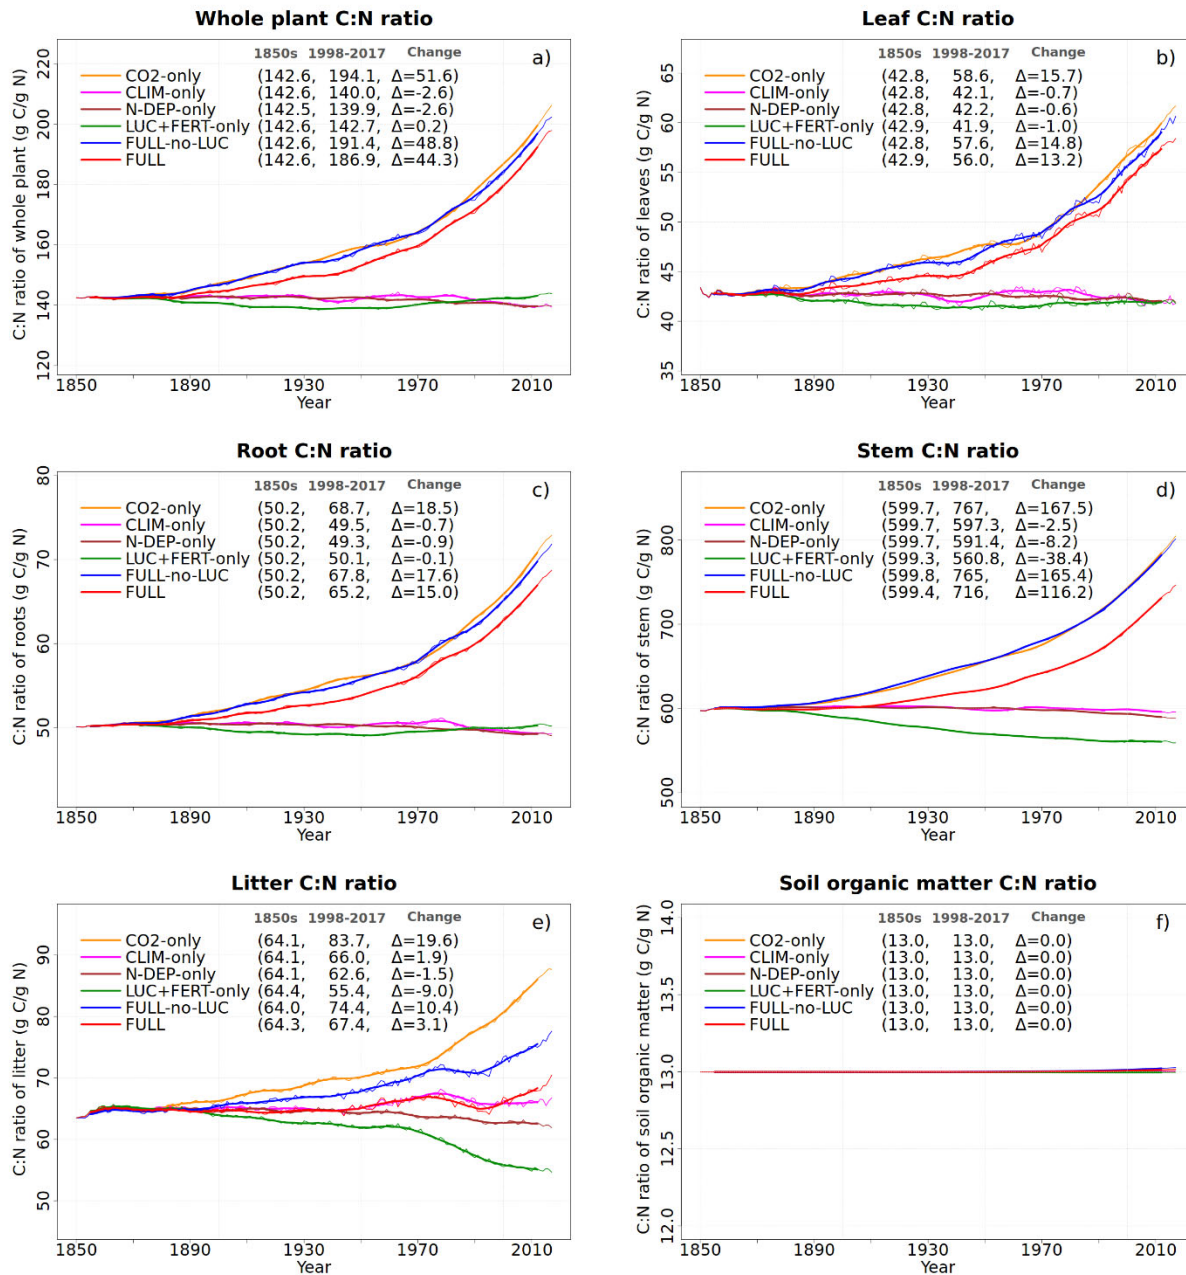 Whole plant C:N ratio
1850s 1998-2017 Change
a)
CO2-only (142.6, 194.1, Δ=51.6)
CLIM-only (142.6, 140.0, Δ=-2.6)
N-DEP-only (142.5, 139.9, Δ=-2.6)
LUC+FERT-only (142.6, 142.7, Δ=0.2)
FULL-no-LUC (142.6, 191.4, Δ=48.8)
FULL (142.6, 186.9, Δ=44.3)
C:N ratio of whole plant (g C/g N)
220
200
180
160
140
120
1850 1890 1930 1970 2010
Year
Leaf C:N ratio
1850s 1998-2017 Change
b)
CO2-only (42.8, 58.6, Δ=15.7)
CLIM-only (42.8, 42.1, Δ=-0.7)
N-DEP-only (42.8, 42.2, Δ=-0.6)
LUC+FERT-only (42.9, 41.9, Δ=-1.0)
FULL-no-LUC (42.8, 57.6, Δ=14.8)
FULL (42.9, 56.0, Δ=13.2)
C:N ratio of leaves (g C/g N)
65
60
55
50
45
40
35
1850 1890 1930 1970 2010
Year
Root C:N ratio
1850s 1998-2017 Change
c)
CO2-only (50.2, 68.7, Δ=18.5)
CLIM-only (50.2, 49.5, Δ=-0.7)
N-DEP-only (50.2, 49.3, Δ=-0.9)
LUC+FERT-only (50.2, 50.1, Δ=-0.1)
FULL-no-LUC (50.2, 67.8, Δ=17.6)
FULL (50.2, 65.2, Δ=15.0)
C:N ratio of roots (g C/g N)
80
70
60
50
1850 1890 1930 1970 2010
Year
Stem C:N ratio
1850s 1998-2017 Change
d)
CO2-only (599.7, 767, Δ=167.5)
CLIM-only (599.7, 597.3, Δ=-2.5)
N-DEP-only (599.7, 591.4, Δ=-8.2)
LUC+FERT-only (599.3, 560.8, Δ=-38.4)
FULL-no-LUC (599.8, 765, Δ=165.4)
FULL (599.4, 716, Δ=116.2)
C:N ratio of stem (g C/g N)
800
700
600
500
1850 1890 1930 1970 2010
Year
Litter C:N ratio
1850s 1998-2017 Change
e)
CO2-only (64.1, 83.7, Δ=19.6)
CLIM-only (64.1, 66.0, Δ=1.9)
N-DEP-only (64.1, 62.6, Δ=-1.5)
LUC+FERT-only (64.4, 55.4, Δ=-9.0)
FULL-no-LUC (64.0, 74.4, Δ=10.4)
FULL (64.3, 67.4, Δ=3.1)
C:N ratio of litter (g C/g N)
90
80
70
60
50
1850 1890 1930 1970 2010
Year
Soil organic matter C:N ratio
1850s 1998-2017 Change
f)
CO2-only (13.0, 13.0, Δ=0.0)
CLIM-only (13.0, 13.0, Δ=0.0)
N-DEP-only (13.0, 13.0, Δ=0.0)
LUC+FERT-only (13.0, 13.0, Δ=0.0)
FULL-no-LUC (13.0, 13.0, Δ=0.0)
FULL (13.0, 13.0, Δ=0.0)
C:N ratio of soil organic matter (g C/g N)
14.0
13.5
13.0
12.5
12.0
1850 1890 1930 1970 2010
Year